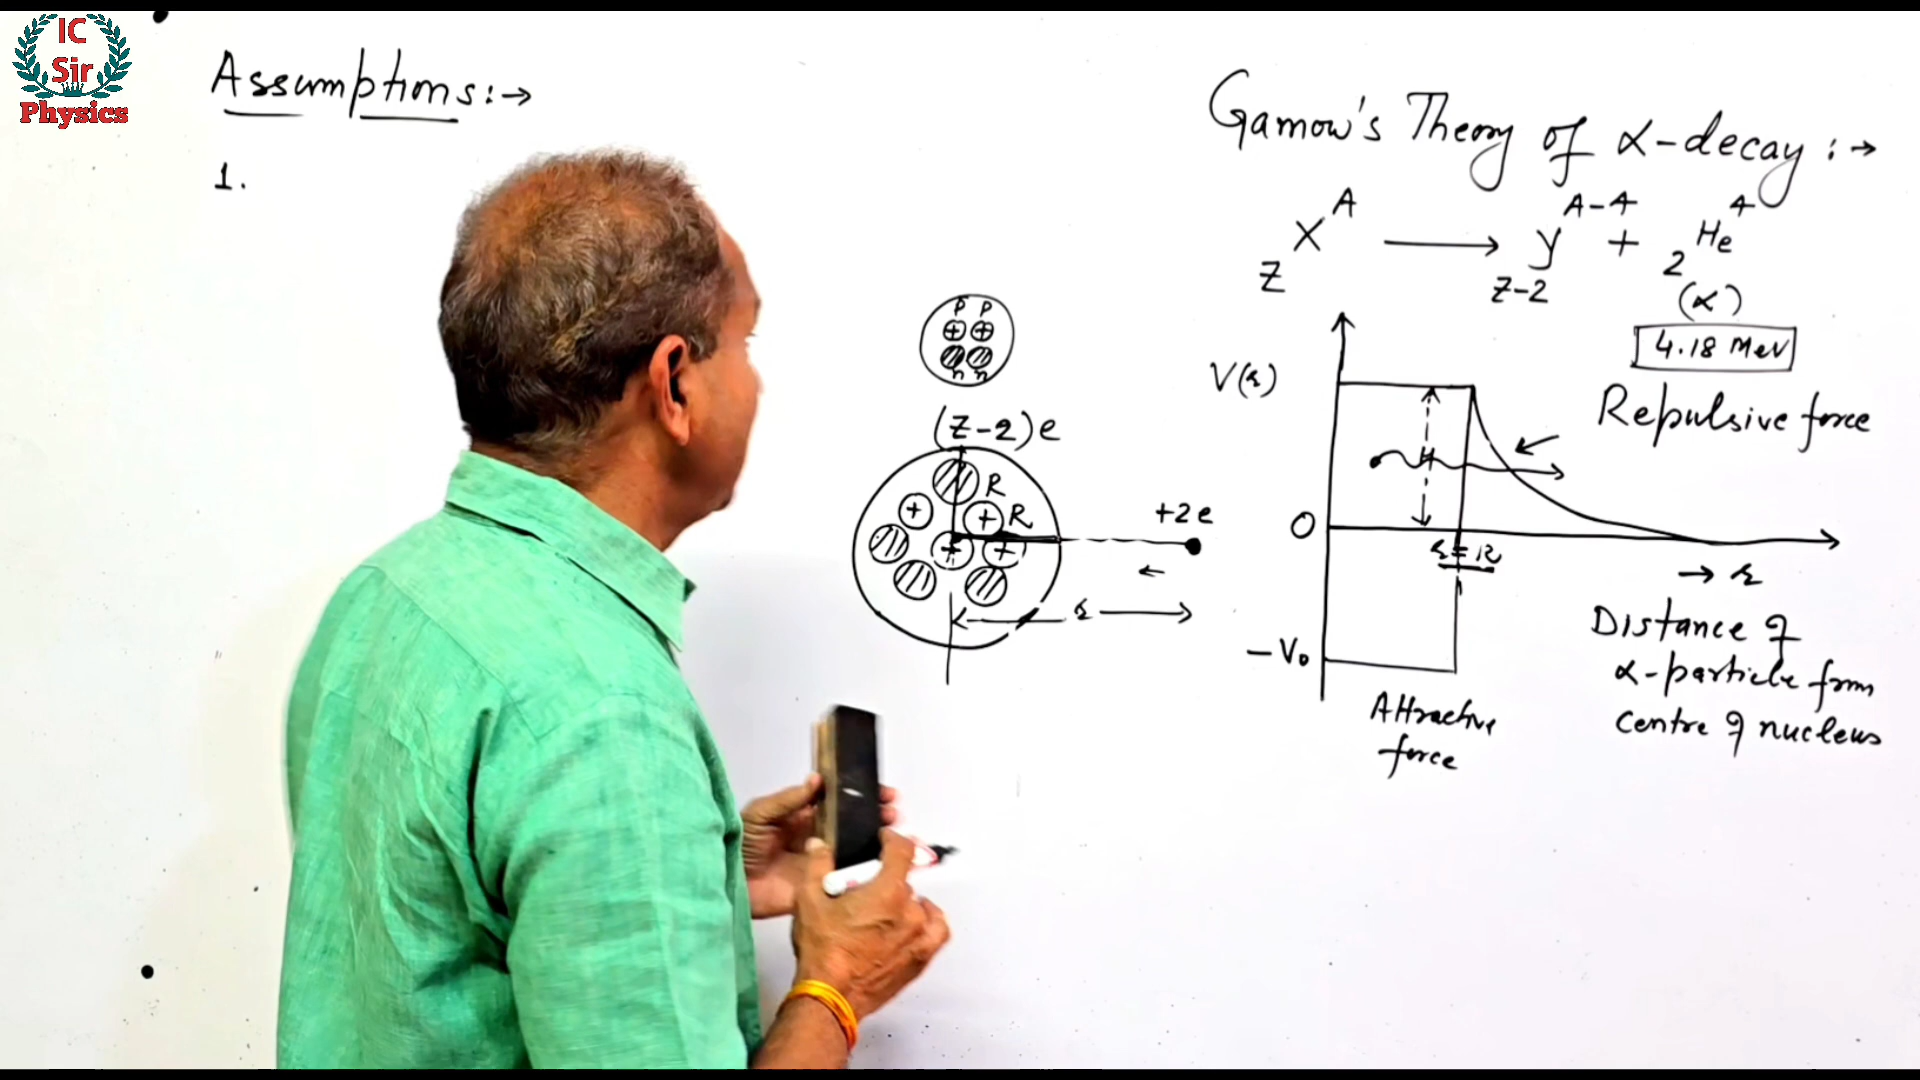 IC
Sir
Physics
Assumptions:→
1.
Gamow's Theory of α-decay:→
Z X A → Z-2 y A-4 + 2 He 4
(α)
4.18 MeV
Repulsive force
P P
+ +
n n
(Z-2)e
R
+ + R
+ +
+2e
←
r
V(r)
0
r=R
→ r
-V₀
Distance of
α-particle from
centre of nucleus
Attractive
force